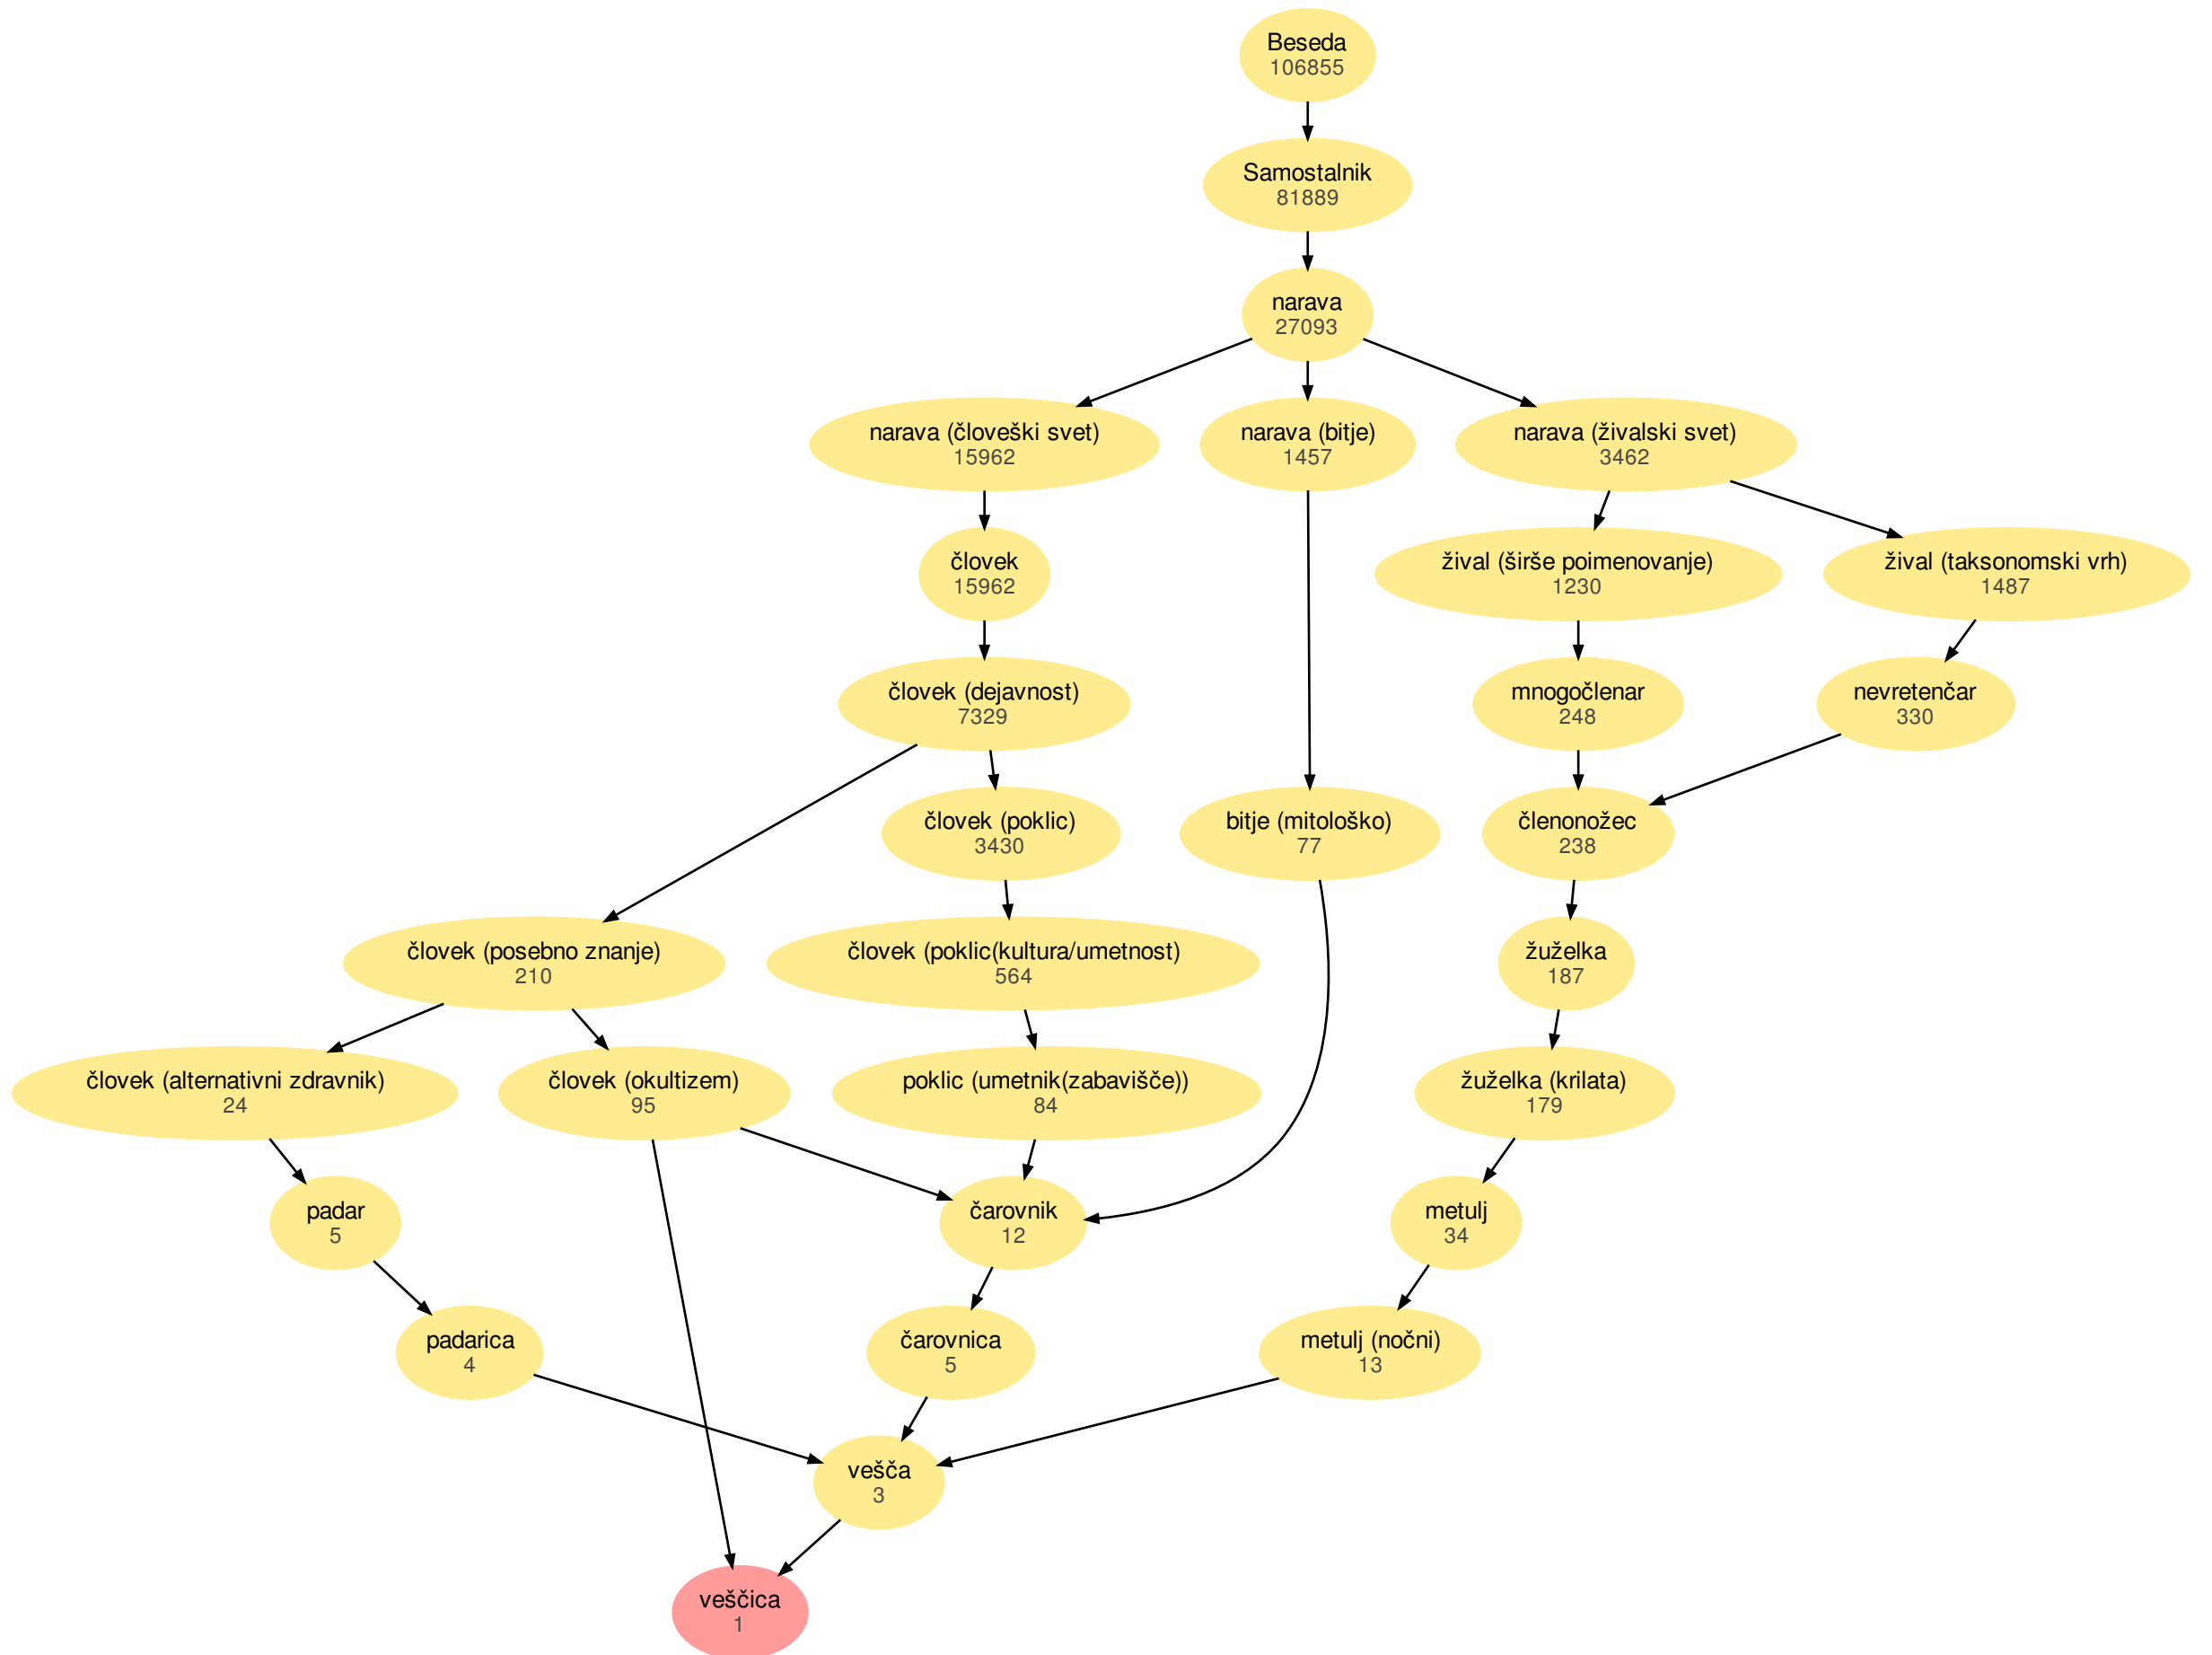 Beseda
106855
Samostalnik
81889
narava
27093
narava (človeški svet)
15962
narava (bitje)
1457
narava (živalski svet)
3462
človek
15962
žival (širše poimenovanje)
1230
žival (taksonomski vrh)
1487
človek (dejavnost)
7329
mnogočlenar
248
nevretenčar
330
človek (poklic)
3430
bitje (mitološko)
77
členonožec
238
človek (posebno znanje)
210
človek (poklic(kultura/umetnost)
564
žuželka
187
človek (alternativni zdravnik)
24
človek (okultizem)
95
poklic (umetnik(zabavišče))
84
žuželka (krilata)
179
padar
5
čarovnik
12
metulj
34
padarica
4
čarovnica
5
metulj (nočni)
13
vešča
3
veščica
1